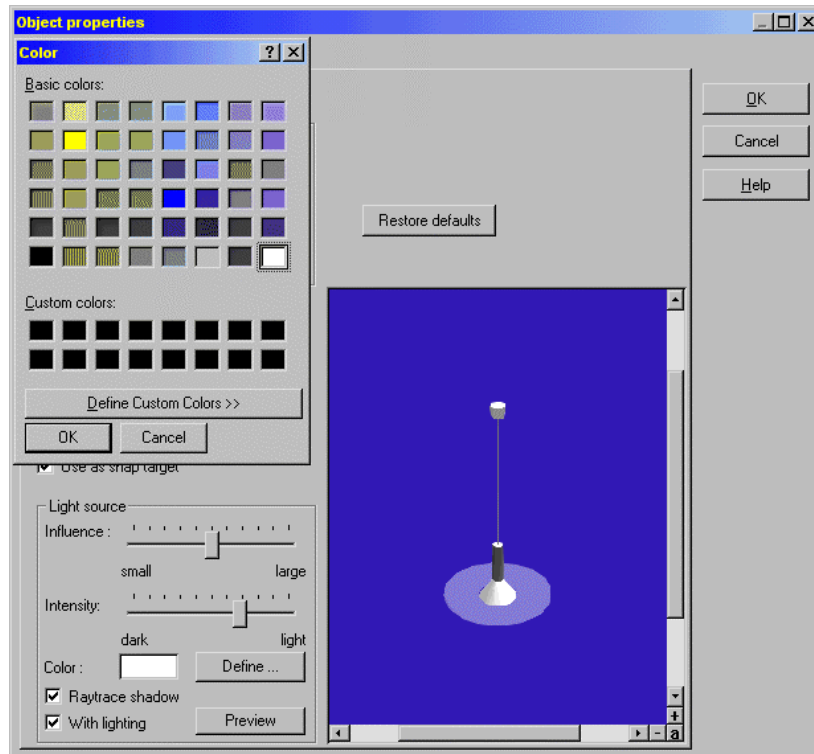 Object properties
Color
?
Basic colors:
OK
Cancel
Help
Restore defaults
Custom colors:
Define Custom Colors >>
OK
Cancel
Use as snap target
Light source
Influence :
small large
Intensity:
dark light
Color :
Define ...
Raytrace shadow
With lighting
Preview
+
- a